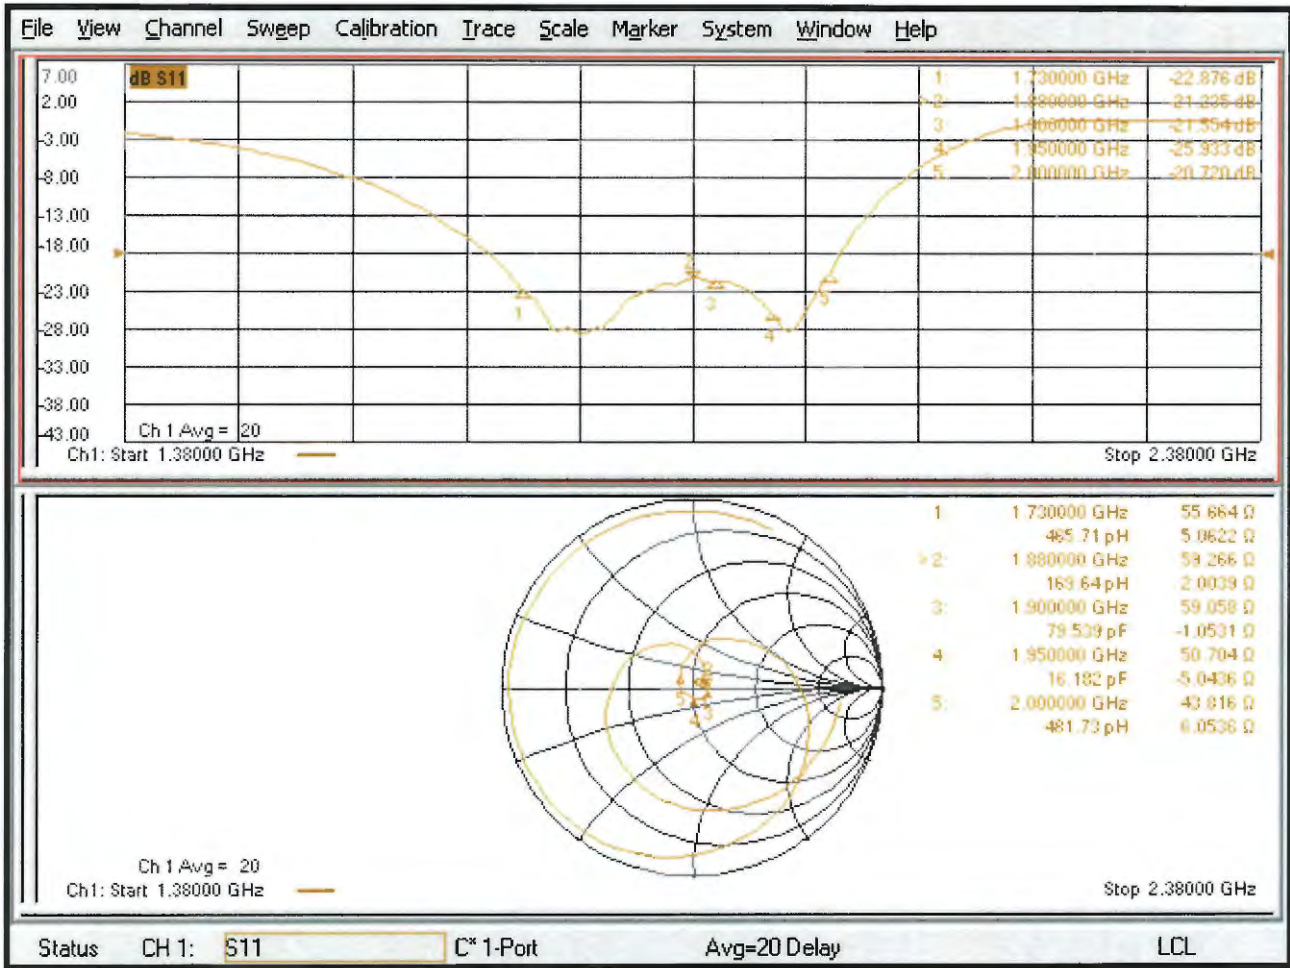 File View Channel Sweep Calibration Trace Scale Marker System Window Help
7.00 dB S11
2.00
-3.00
-8.00
-13.00
-18.00
-23.00
-28.00
-33.00
-38.00
-43.00
1: 1.730000 GHz -22.876 dB
>2: 1.880000 GHz -21.235 dB
3: 1.900000 GHz -21.554 dB
4: 1.950000 GHz -25.933 dB
5: 2.000000 GHz -20.720 dB
1
2
3
4
5
Ch 1 Avg = 20
Ch1: Start 1.38000 GHz Stop 2.38000 GHz
1: 1.730000 GHz 55.664 Ω
465.71 pH 5.0622 Ω
>2: 1.880000 GHz 59.266 Ω
169.64 pH 2.0039 Ω
3: 1.900000 GHz 59.058 Ω
79.539 pF -1.0531 Ω
4: 1.950000 GHz 50.704 Ω
16.182 pF -5.0436 Ω
5: 2.000000 GHz 43.816 Ω
481.73 pH 6.0536 Ω
5
3
4
Ch 1 Avg = 20
Ch1: Start 1.38000 GHz Stop 2.38000 GHz
Status CH 1: S11 C* 1-Port Avg=20 Delay LCL